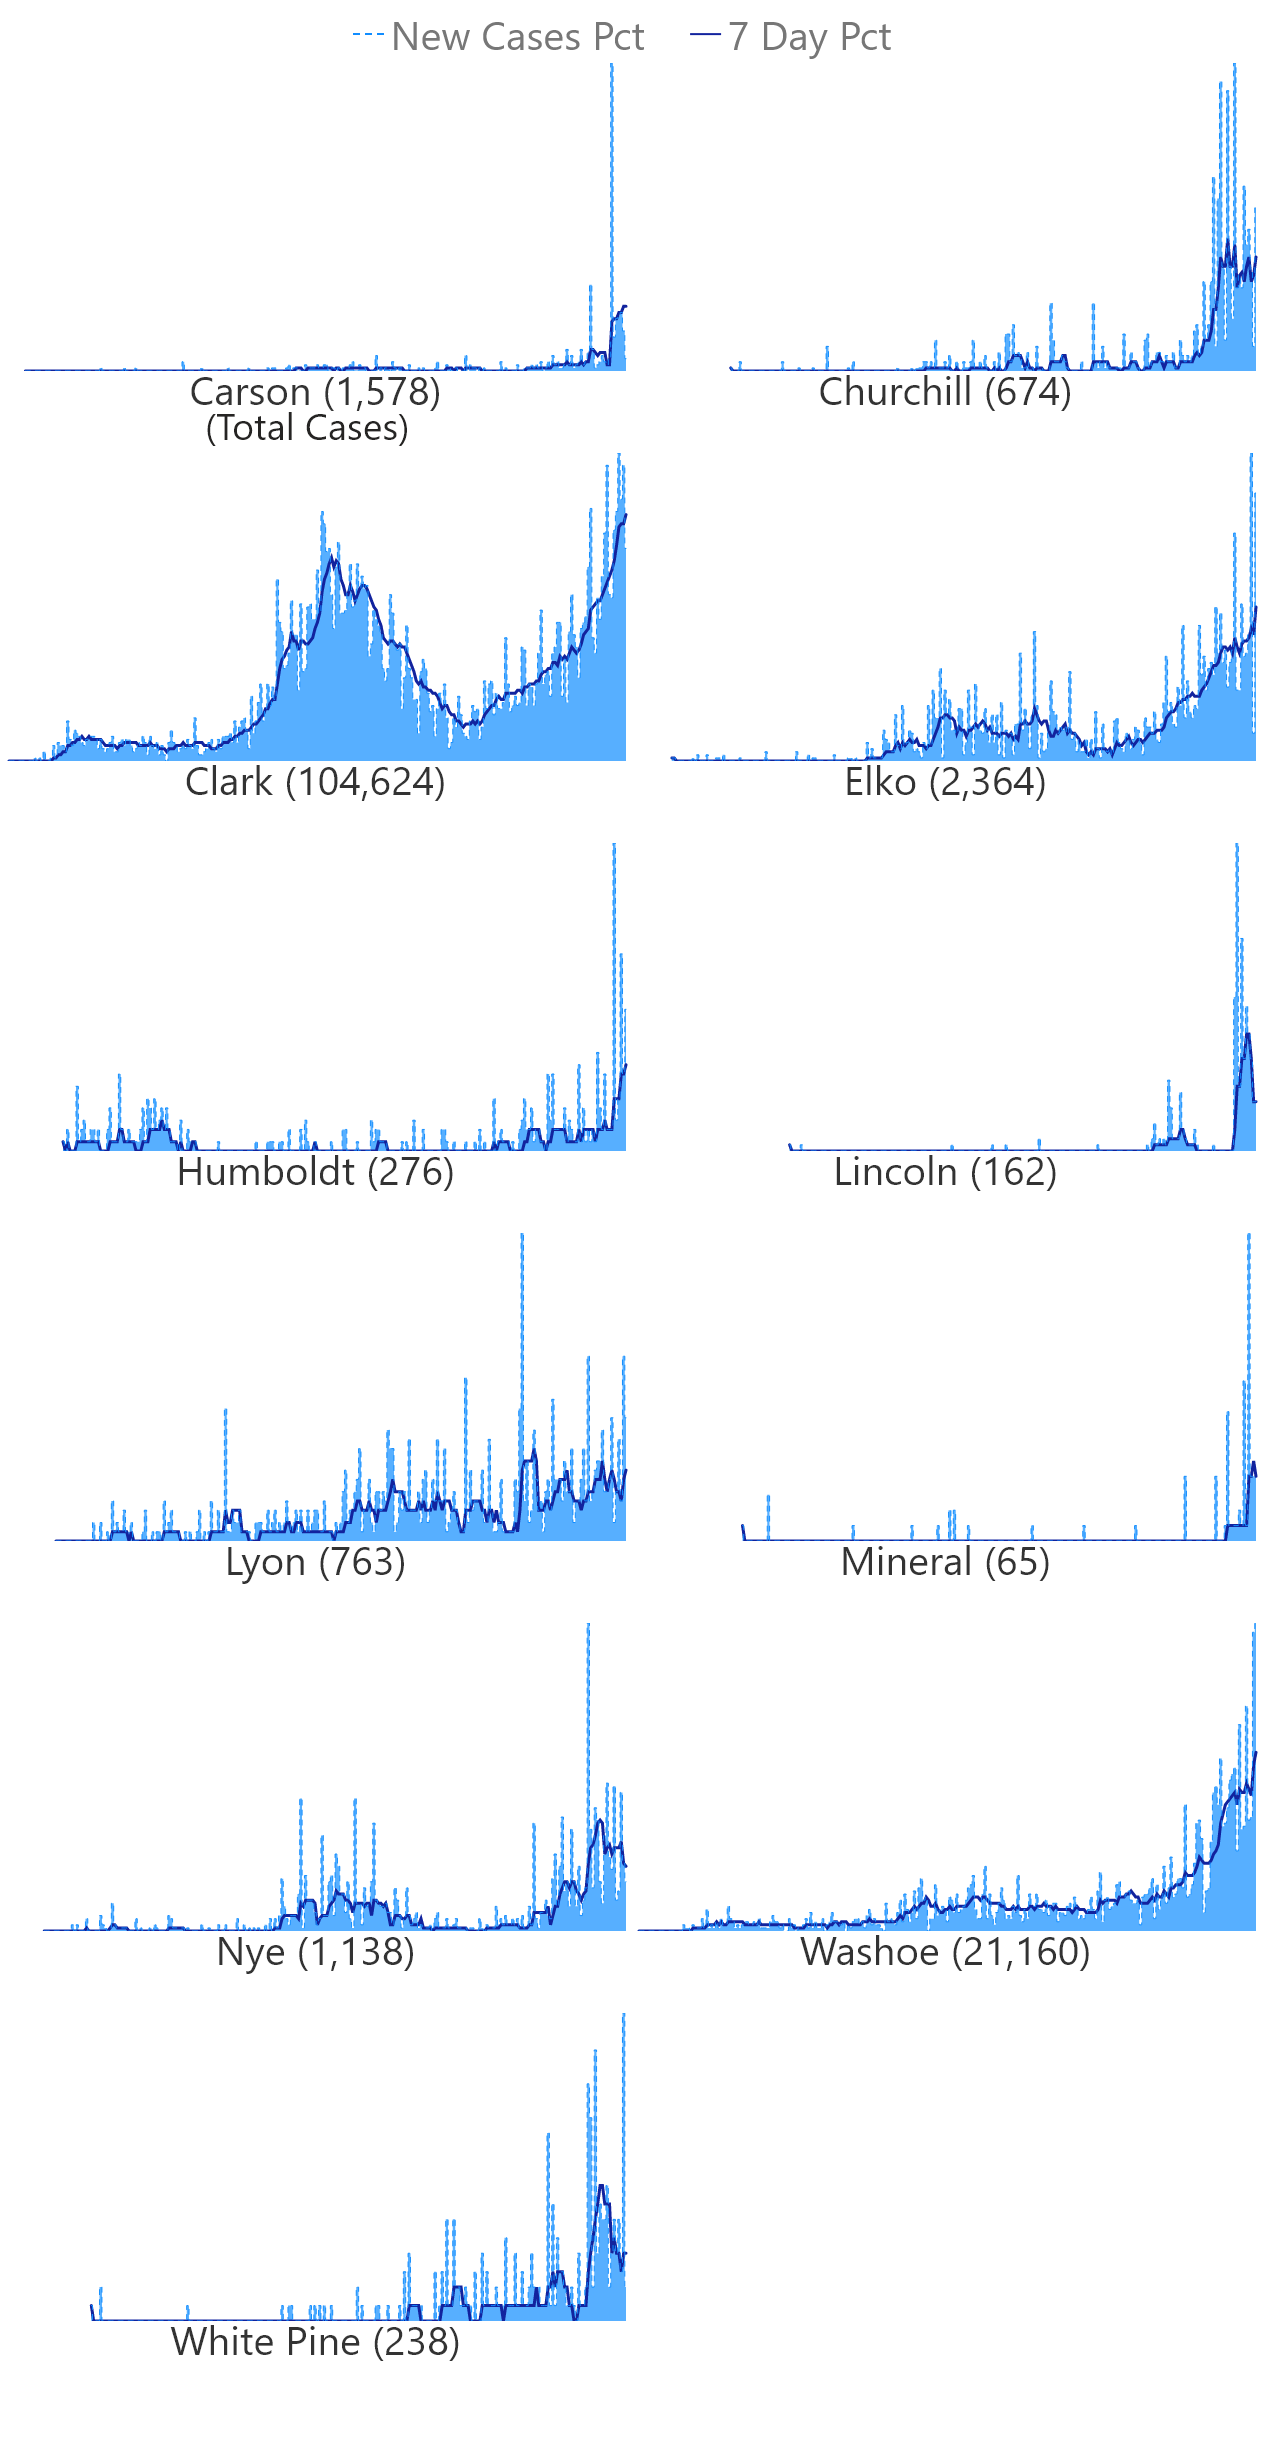 New Cases Pct 7 Day Pct
Carson (1,578) Churchill (674)
(Total Cases)
Clark (104,624) Elko (2,364)
Humboldt (276) Lincoln (162)
Lyon (763) Mineral (65)
Nye (1,138) Washoe (21,160)
White Pine (238)